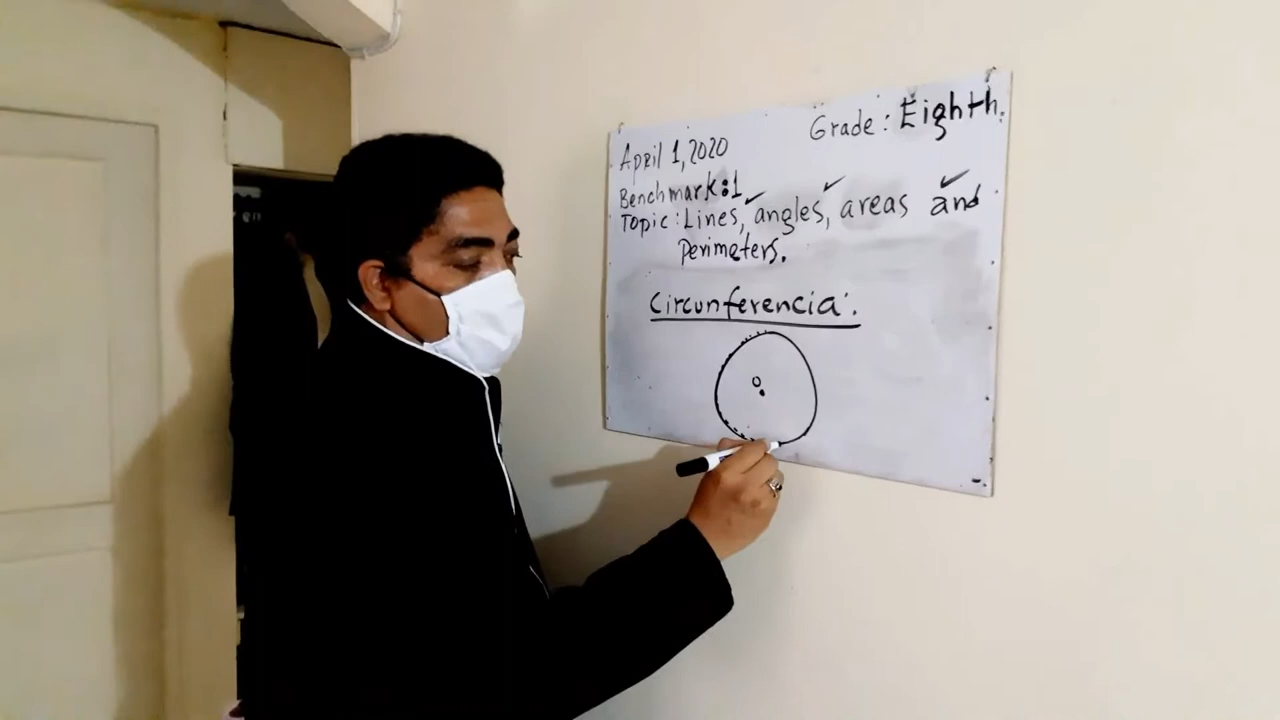 Grade: Eighth.
April 1, 2020
Benchmark: 1
Topic: Lines, angles, areas and
Perimeters.
Circunferencia:
o